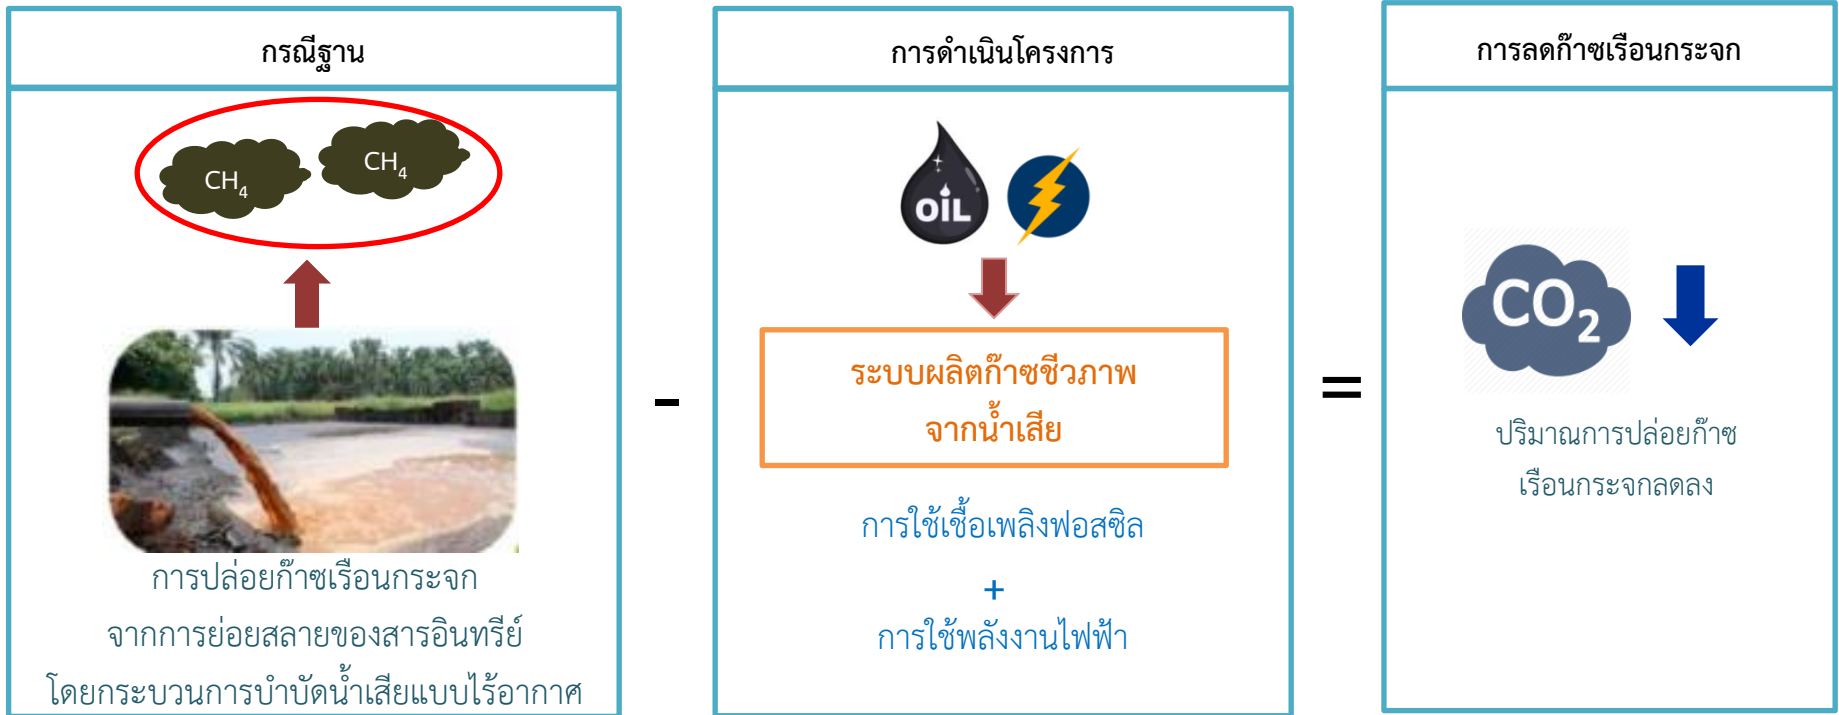 กรณีฐาน
CH4
CH4
การปล่อยก๊าซเรือนกระจก
จากการย่อยสลายของสารอินทรีย์
โดยกระบวนการบำบัดน้ำเสียแบบไร้อากาศ
-
การดำเนินโครงการ
OIL
ระบบผลิตก๊าซชีวภาพ
จากน้ำเสีย
การใช้เชื้อเพลิงฟอสซิล
+
การใช้พลังงานไฟฟ้า
=
การลดก๊าซเรือนกระจก
CO2
ปริมาณการปล่อยก๊าซ
เรือนกระจกลดลง